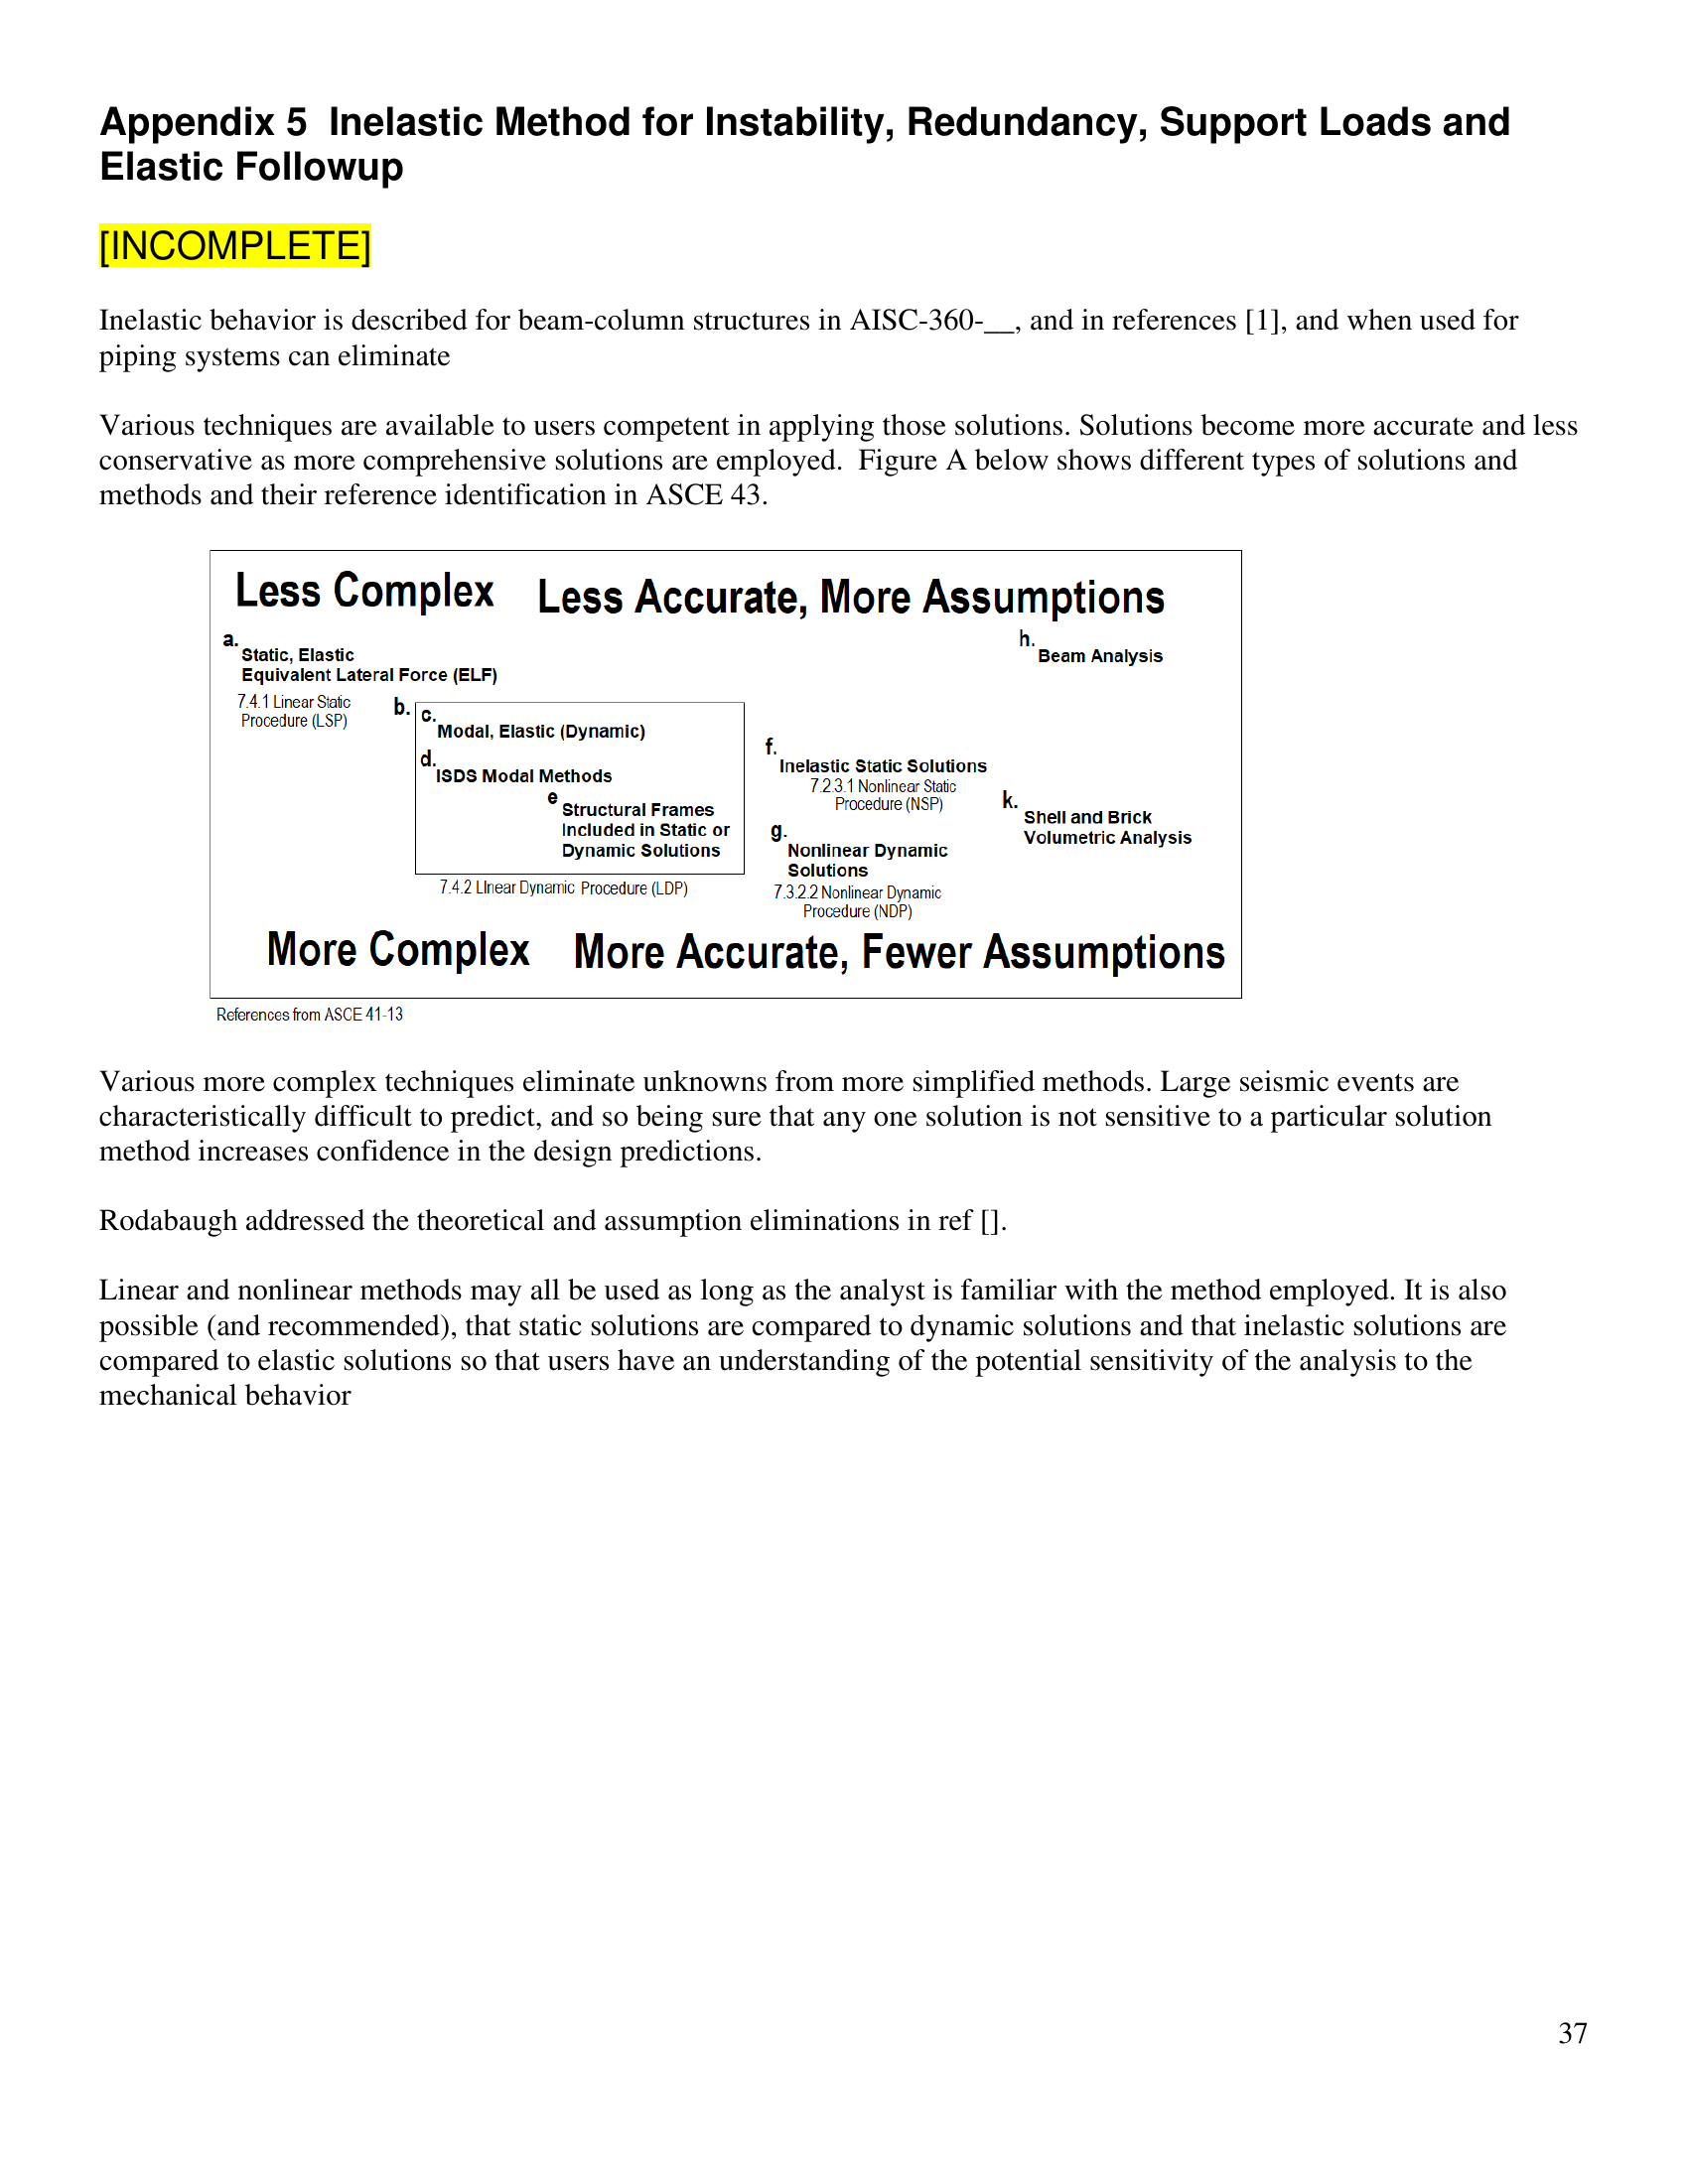 Appendix 5  Inelastic Method for Instability, Redundancy, Support Loads and
Elastic Followup
[INCOMPLETE]
Inelastic behavior is described for beam-column structures in AISC-360-__, and in references [1], and when used for
piping systems can eliminate
Various techniques are available to users competent in applying those solutions. Solutions become more accurate and less
conservative as more comprehensive solutions are employed.  Figure A below shows different types of solutions and
methods and their reference identification in ASCE 43.
Less Complex    Less Accurate, More Assumptions
a.
Static, Elastic
Equivalent Lateral Force (ELF)
7.4.1 Linear Static
Procedure (LSP)
b.
c.
Modal, Elastic (Dynamic)
d.
ISDS Modal Methods
e
Structural Frames
Included in Static or
Dynamic Solutions
7.4.2 LInear Dynamic Procedure (LDP)
f.
Inelastic Static Solutions
7.2.3.1 Nonlinear Static
Procedure (NSP)
g.
Nonlinear Dynamic
Solutions
7.3.2.2 Nonlinear Dynamic
Procedure (NDP)
h.
Beam Analysis
k.
Shell and Brick
Volumetric Analysis
More Complex    More Accurate, Fewer Assumptions
References from ASCE 41-13
Various more complex techniques eliminate unknowns from more simplified methods. Large seismic events are
characteristically difficult to predict, and so being sure that any one solution is not sensitive to a particular solution
method increases confidence in the design predictions.
Rodabaugh addressed the theoretical and assumption eliminations in ref [].
Linear and nonlinear methods may all be used as long as the analyst is familiar with the method employed. It is also
possible (and recommended), that static solutions are compared to dynamic solutions and that inelastic solutions are
compared to elastic solutions so that users have an understanding of the potential sensitivity of the analysis to the
mechanical behavior
37